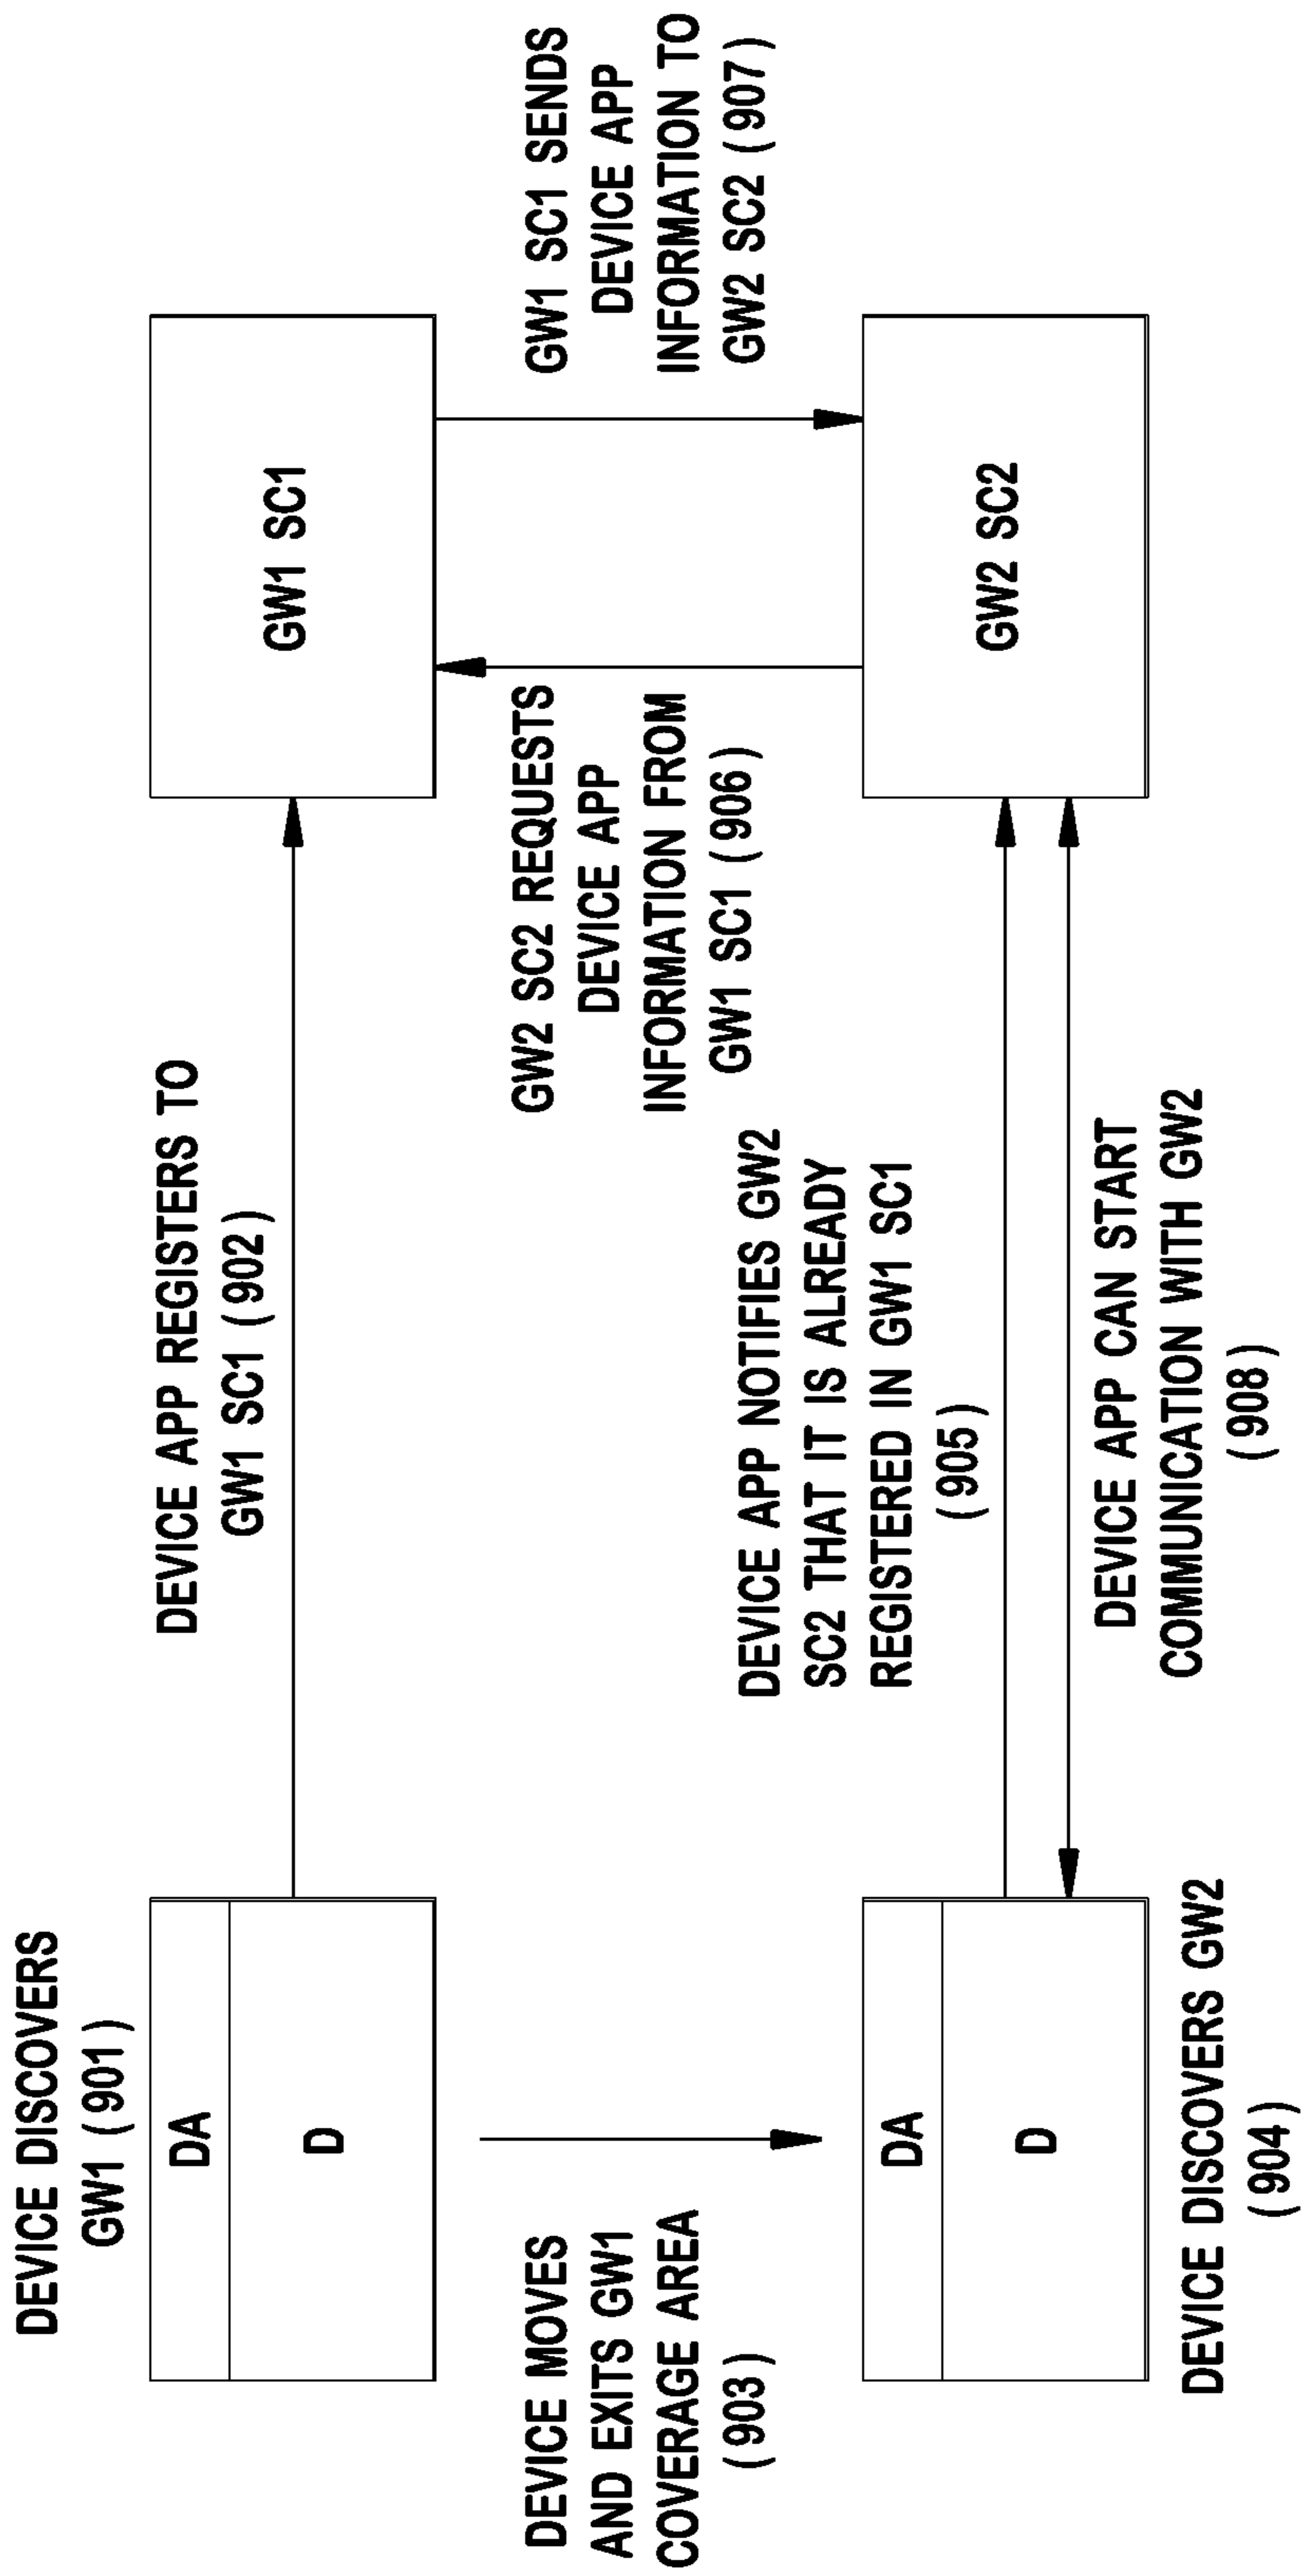 DEVICE DISCOVERS
GW1 (901)
DA
D
DEVICE APP REGISTERS TO
GW1 SC1 (902)
GW1 SC1
DEVICE MOVES
AND EXITS GW1
COVERAGE AREA
(903)
GW2 SC2 REQUESTS
DEVICE APP
INFORMATION FROM
GW1 SC1 (906)
GW1 SC1 SENDS
DEVICE APP
INFORMATION TO
GW2 SC2 (907)
DEVICE APP NOTIFIES GW2
SC2 THAT IT IS ALREADY
REGISTERED IN GW1 SC1
(905)
DA
D
GW2 SC2
DEVICE APP CAN START
COMMUNICATION WITH GW2
(908)
DEVICE DISCOVERS GW2
(904)